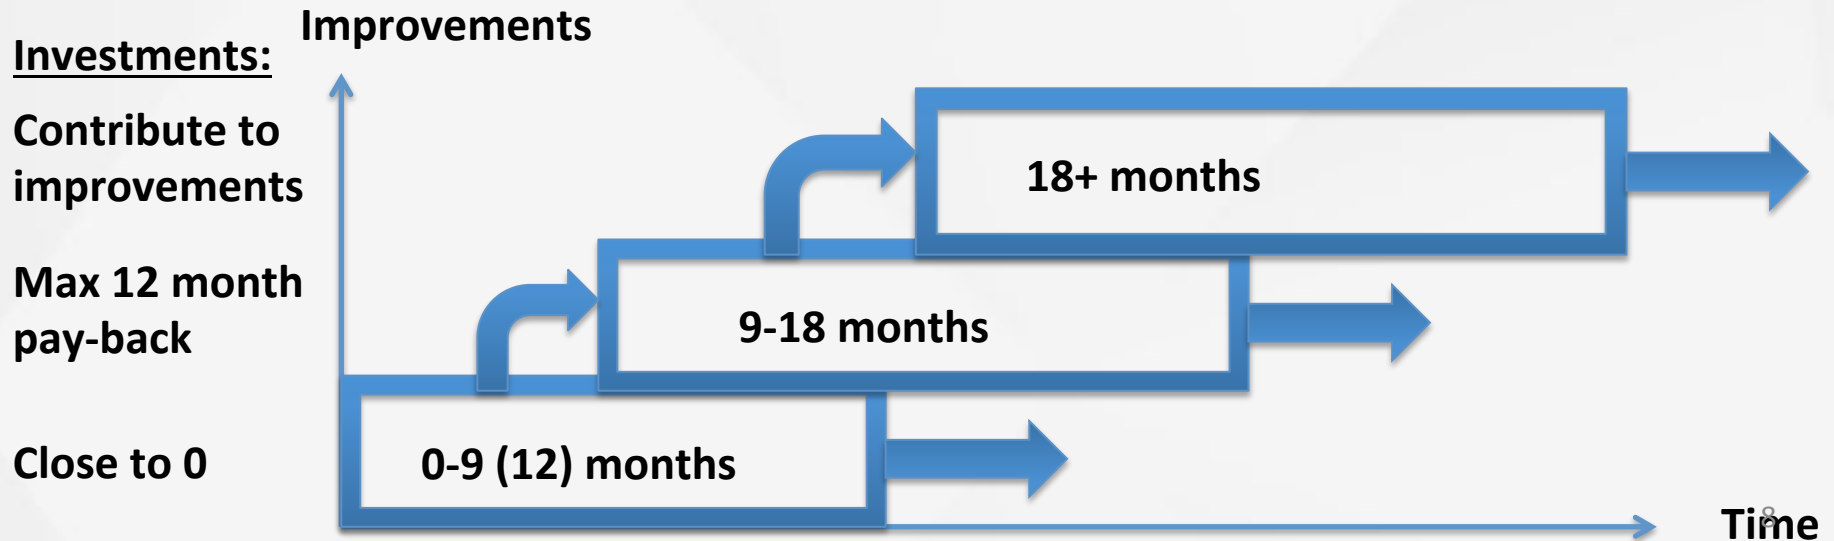 Improvements
Investments:
Contribute to
improvements
18+ months
Max 12 month
pay-back
9-18 months
Close to 0
0-9 (12) months
Time
8